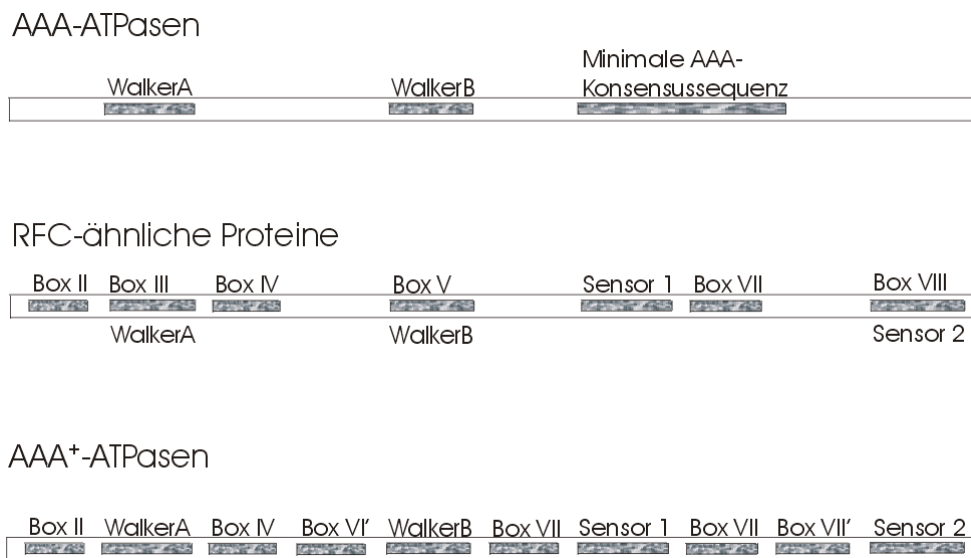 AAA-ATPasen
Minimale AAA-
WalkerA WalkerB Konsensussequenz
RFC-ähnliche Proteine
Box II Box III Box IV Box V Sensor 1 Box VII Box VIII
WalkerA WalkerB Sensor 2
AAA⁺-ATPasen
Box II WalkerA Box IV Box VI' WalkerB Box VII Sensor 1 Box VII Box VII' Sensor 2